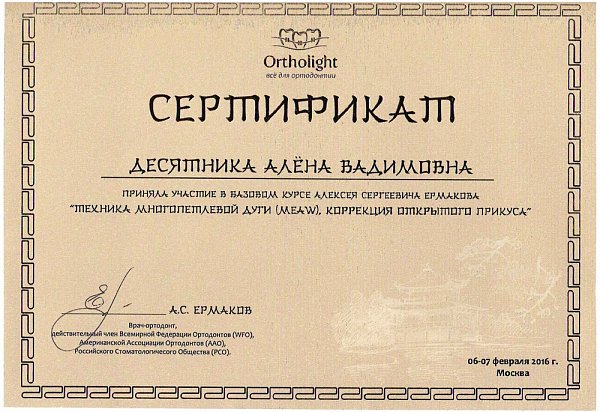 Ortholight
всё для ортодонтии
СЕРТИФИКАТ
ДЕСЯТНИКА АЛЁНА ВАДИМОВНА
ПРИНЯЛА УЧАСТИЕ В БАЗОВОМ КУРСЕ АЛЕКСЕЯ СЕРГЕЕВИЧА ЕРМАКОВА
"ТЕХНИКА МНОГОПЕТЛЕВОЙ ДУГИ (MEAW), КОРРЕКЦИЯ ОТКРЫТОГО ПРИКУСА"
А.С. ЕРМАКОВ
Врач-ортодонт,
действительный член Всемирной Федерации Ортодонтов (WFO),
Американской Ассоциации Ортодонтов (AAO),
Российского Стоматологического Общества (РСО).
06-07 февраля 2016 г.
Москва